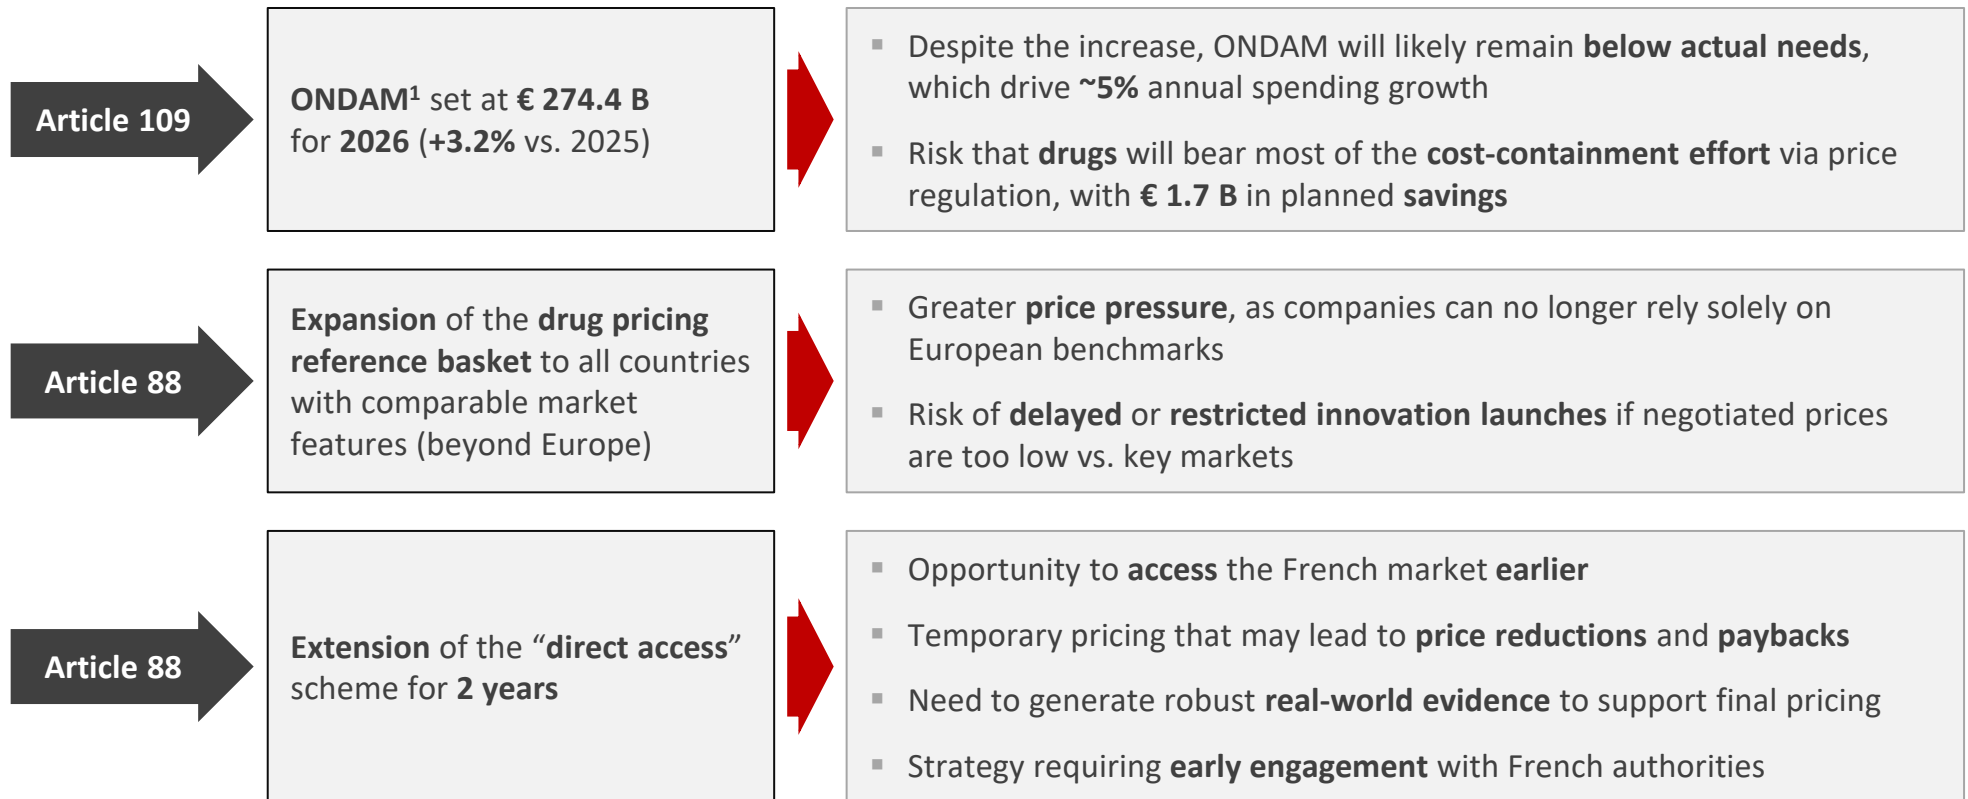 Article 109
ONDAM¹ set at € 274.4 B
for 2026 (+3.2% vs. 2025)
▪ Despite the increase, ONDAM will likely remain below actual needs,
which drive ~5% annual spending growth
▪ Risk that drugs will bear most of the cost-containment effort via price
regulation, with € 1.7 B in planned savings
Article 88
Expansion of the drug pricing
reference basket to all countries
with comparable market
features (beyond Europe)
▪ Greater price pressure, as companies can no longer rely solely on
European benchmarks
▪ Risk of delayed or restricted innovation launches if negotiated prices
are too low vs. key markets
Article 88
Extension of the “direct access”
scheme for 2 years
▪ Opportunity to access the French market earlier
▪ Temporary pricing that may lead to price reductions and paybacks
▪ Need to generate robust real-world evidence to support final pricing
▪ Strategy requiring early engagement with French authorities